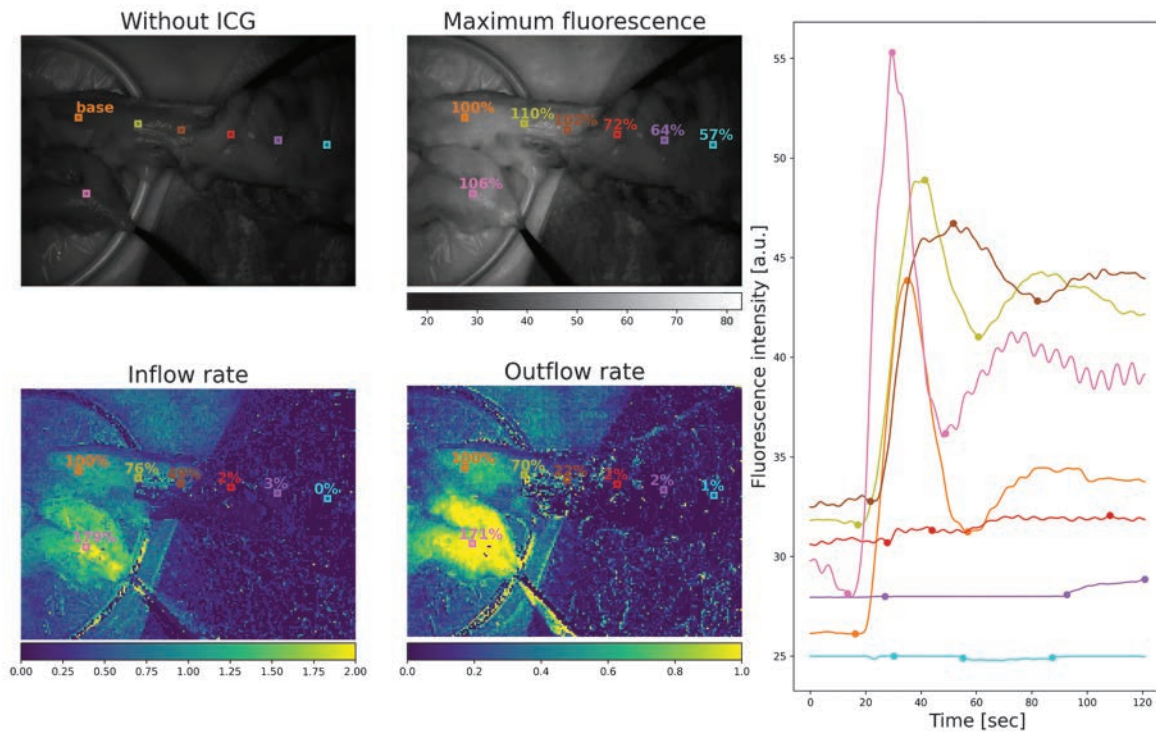 Without ICG
base
Maximum fluorescence
100%
110%
72%
64%
57%
106%
20 30 40 50 60 70 80
Inflow rate
100%
76%
2%
3%
0%
0.00 0.25 0.50 0.75 1.00 1.25 1.50 1.75 2.00
Outflow rate
100%
70%
2%
1%
171%
0.0 0.2 0.4 0.6 0.8 1.0
Fluorescence intensity [a.u.]
55
50
45
40
35
30
25
0 20 40 60 80 100 120
Time [sec]